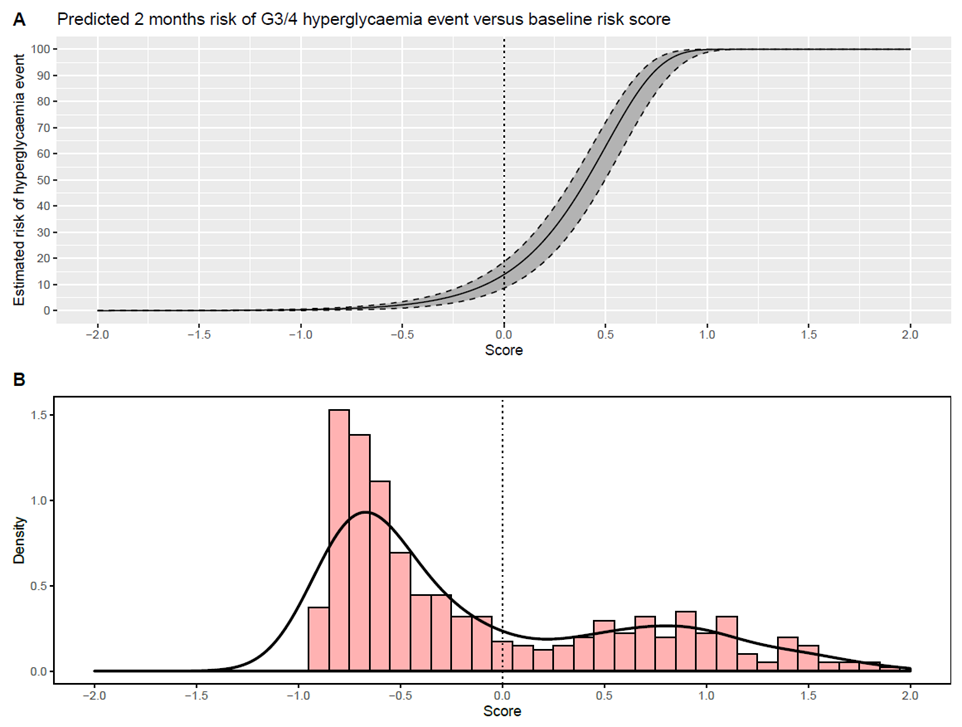 A Predicted 2 months risk of G3/4 hyperglycaemia event versus baseline risk score
Estimated risk of hyperglycaemia event
100
90
80
70
60
50
40
30
20
10
0
−2.0 −1.5 −1.0 −0.5 0.0 0.5 1.0 1.5 2.0
Score
B
Density
1.5
1.0
0.5
0.0
−2.0 −1.5 −1.0 −0.5 0.0 0.5 1.0 1.5 2.0
Score